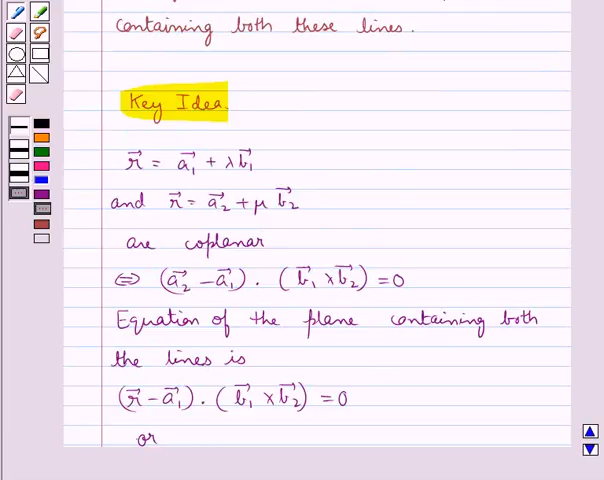 containing both these lines.
Key Idea.
r⃗ = a⃗₁ + λb⃗₁
and r⃗ = a⃗₂ + μ b⃗₂
are coplanar
⇔ (a⃗₂ - a⃗₁) . (b⃗₁ × b⃗₂) = 0
Equation of the plane containing both
the lines is
(r⃗ - a⃗₁) . (b⃗₁ × b⃗₂) = 0
or